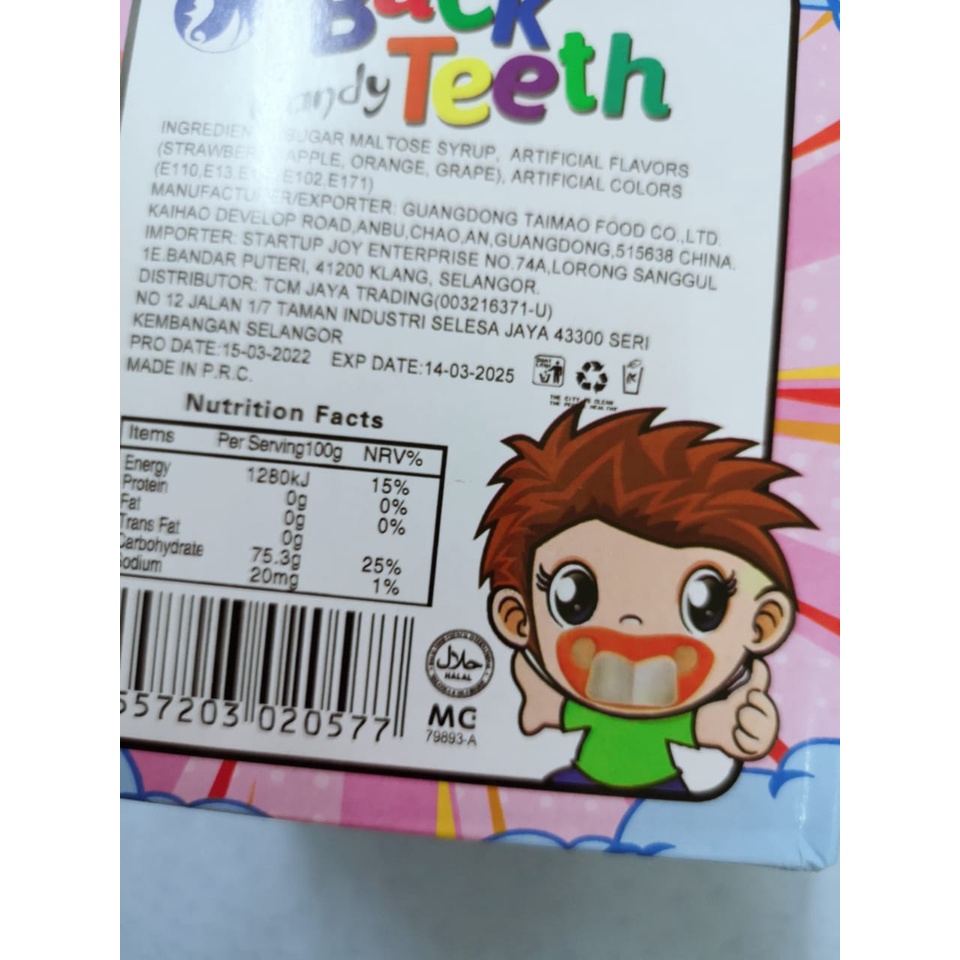 Back
Candy Teeth
SUGAR MALTOSE SYRUP, ARTIFICIAL FLAVORS
APPLE, ORANGE, GRAPE), ARTIFICIAL COLORS
(E110,E13 E102,E171)
MANUFACTURER/EXPORTER: GUANGDONG TAIMAO FOOD CO.,LTD.
KAIHAO DEVELOP ROAD,ANBU,CHAO,AN,GUANGDONG,515638 CHINA.
IMPORTER: STARTUP JOY ENTERPRISE NO.74A,LORONG SANGGUL
1E.BANDAR PUTERI, 41200 KLANG, SELANGOR.
DISTRIBUTOR: TCM JAYA TRADING(003216371-U)
NO 12 JALAN 1/7 TAMAN INDUSTRI SELESA JAYA 43300 SERI
KEMBANGAN SELANGOR
PRO DATE:15-03-2022 EXP DATE:14-03-2025
MADE IN P.R.C.
Nutrition Facts
Items Per Serving100g NRV%
Energy 1280kJ 15%
Protein 0g 0%
Fat 0g 0%
Trans Fat 0g
Carbohydrate 75.3g 25%
odium 20mg 1%
حلال
HALAL
557203 020577
MC
79893-A